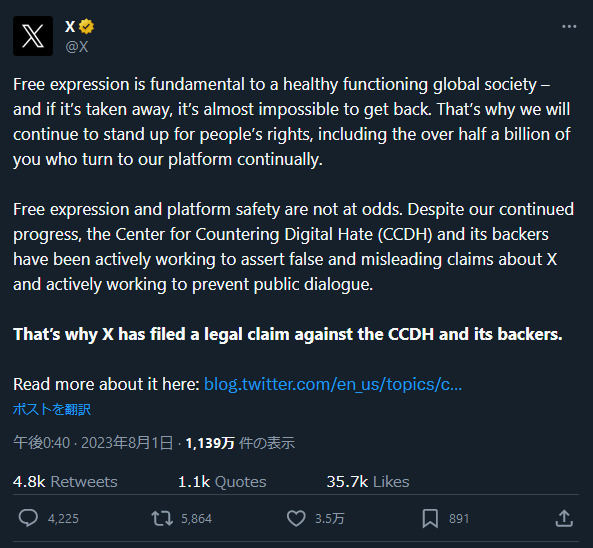 X
@X
Free expression is fundamental to a healthy functioning global society –
and if it's taken away, it's almost impossible to get back. That's why we will
continue to stand up for people's rights, including the over half a billion of
you who turn to our platform continually.
Free expression and platform safety are not at odds. Despite our continued
progress, the Center for Countering Digital Hate (CCDH) and its backers
have been actively working to assert false and misleading claims about X
and actively working to prevent public dialogue.
That's why X has filed a legal claim against the CCDH and its backers.
Read more about it here: blog.twitter.com/en_us/topics/c...
ポストを翻訳
午後0:40 · 2023年8月1日 · 1,139万 件の表示
4.8k Retweets 1.1k Quotes 35.7k Likes
4,225 5,864 3.5万 891